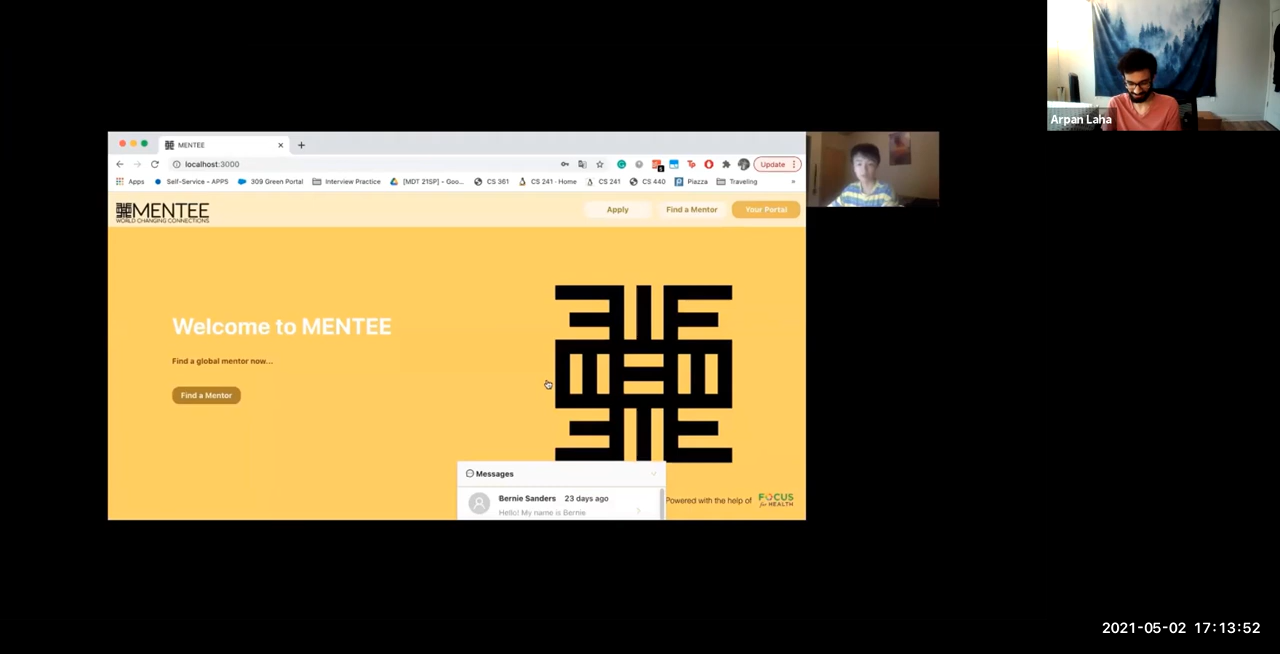 Arpan Laha
MENTEE
localhost:3000
Update
Apps
Self-Service - APPS
309 Green Portal
Interview Practice
[MDT 21SP] - Goo...
CS 361
CS 241 - Home
CS 241
CS 440
Piazza
Traveling
»
MENTEE
WORLD CHANGING CONNECTIONS
Apply
Find a Mentor
Your Portal
Welcome to MENTEE
Find a global mentor now...
Find a Mentor
Messages
Bernie Sanders 23 days ago
Hello! My name is Bernie
Powered with the help of
FOCUS
for HEALTH
2021-05-02 17:13:52